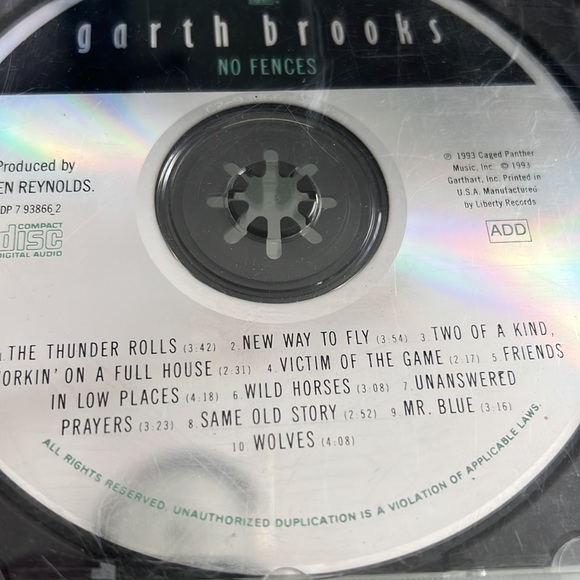 garth brooks
NO FENCES
Produced by
EN REYNOLDS.
DP 7 93866 2
COMPACT
disc
DIGITAL AUDIO
℗ 1993 Caged Panther
Music, Inc. © 1993
Garthart, Inc. Printed in
U.S.A. Manufactured
by Liberty Records
ADD
1. THE THUNDER ROLLS (3:42) 2. NEW WAY TO FLY (3:54) 3. TWO OF A KIND,
ORKIN' ON A FULL HOUSE (2:31) 4. VICTIM OF THE GAME (2:17) 5. FRIENDS
IN LOW PLACES (4:18) 6. WILD HORSES (3:08) 7. UNANSWERED
PRAYERS (3:23) 8. SAME OLD STORY (2:52) 9. MR. BLUE (3:16)
10. WOLVES (4:08)
ALL RIGHTS RESERVED. UNAUTHORIZED DUPLICATION IS A VIOLATION OF APPLICABLE LAWS.